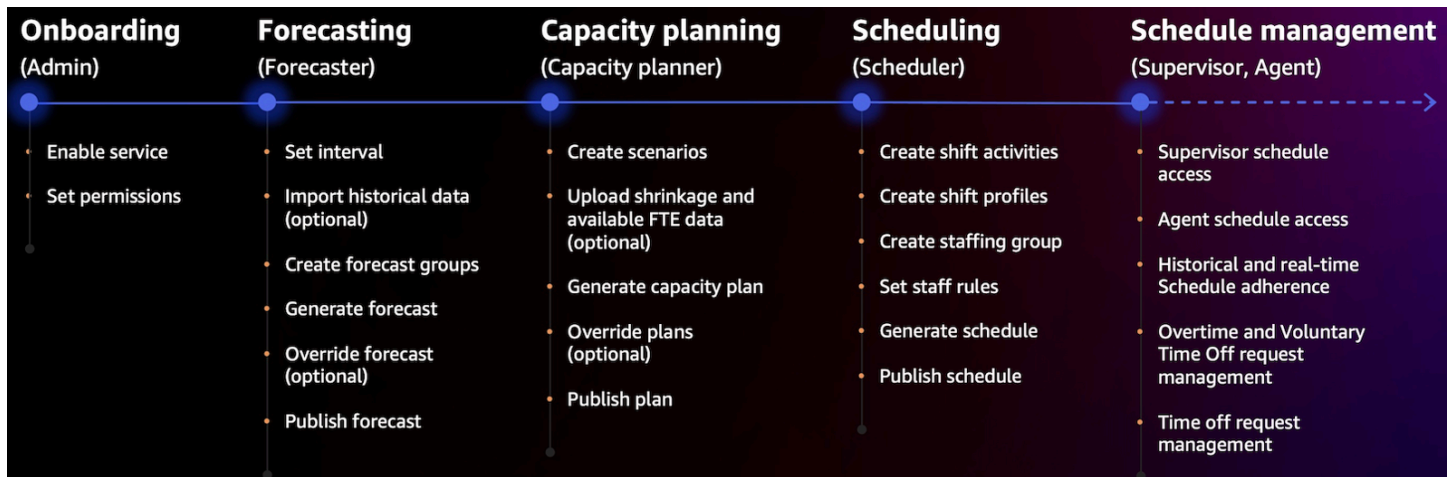 Onboarding
(Admin)
Enable service
Set permissions
Forecasting
(Forecaster)
Set interval
Import historical data
(optional)
Create forecast groups
Generate forecast
Override forecast
(optional)
Publish forecast
Capacity planning
(Capacity planner)
Create scenarios
Upload shrinkage and
available FTE data
(optional)
Generate capacity plan
Override plans
(optional)
Publish plan
Scheduling
(Scheduler)
Create shift activities
Create shift profiles
Create staffing group
Set staff rules
Generate schedule
Publish schedule
Schedule management
(Supervisor, Agent)
Supervisor schedule
access
Agent schedule access
Historical and real-time
Schedule adherence
Overtime and Voluntary
Time Off request
management
Time off request
management